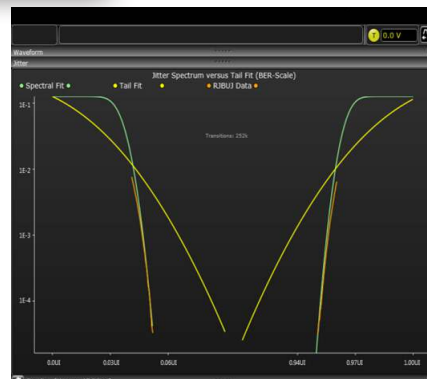 T 0.0 V
Waveform
Jitter
Jitter Spectrum versus Tail Fit (BER-Scale)
Spectral Fit Tail Fit RJBUJ Data
Transitions: 252k
1E-1
1E-2
1E-3
1E-4
0.0UI 0.03UI 0.06UI 0.94UI 0.97UI 1.00UI